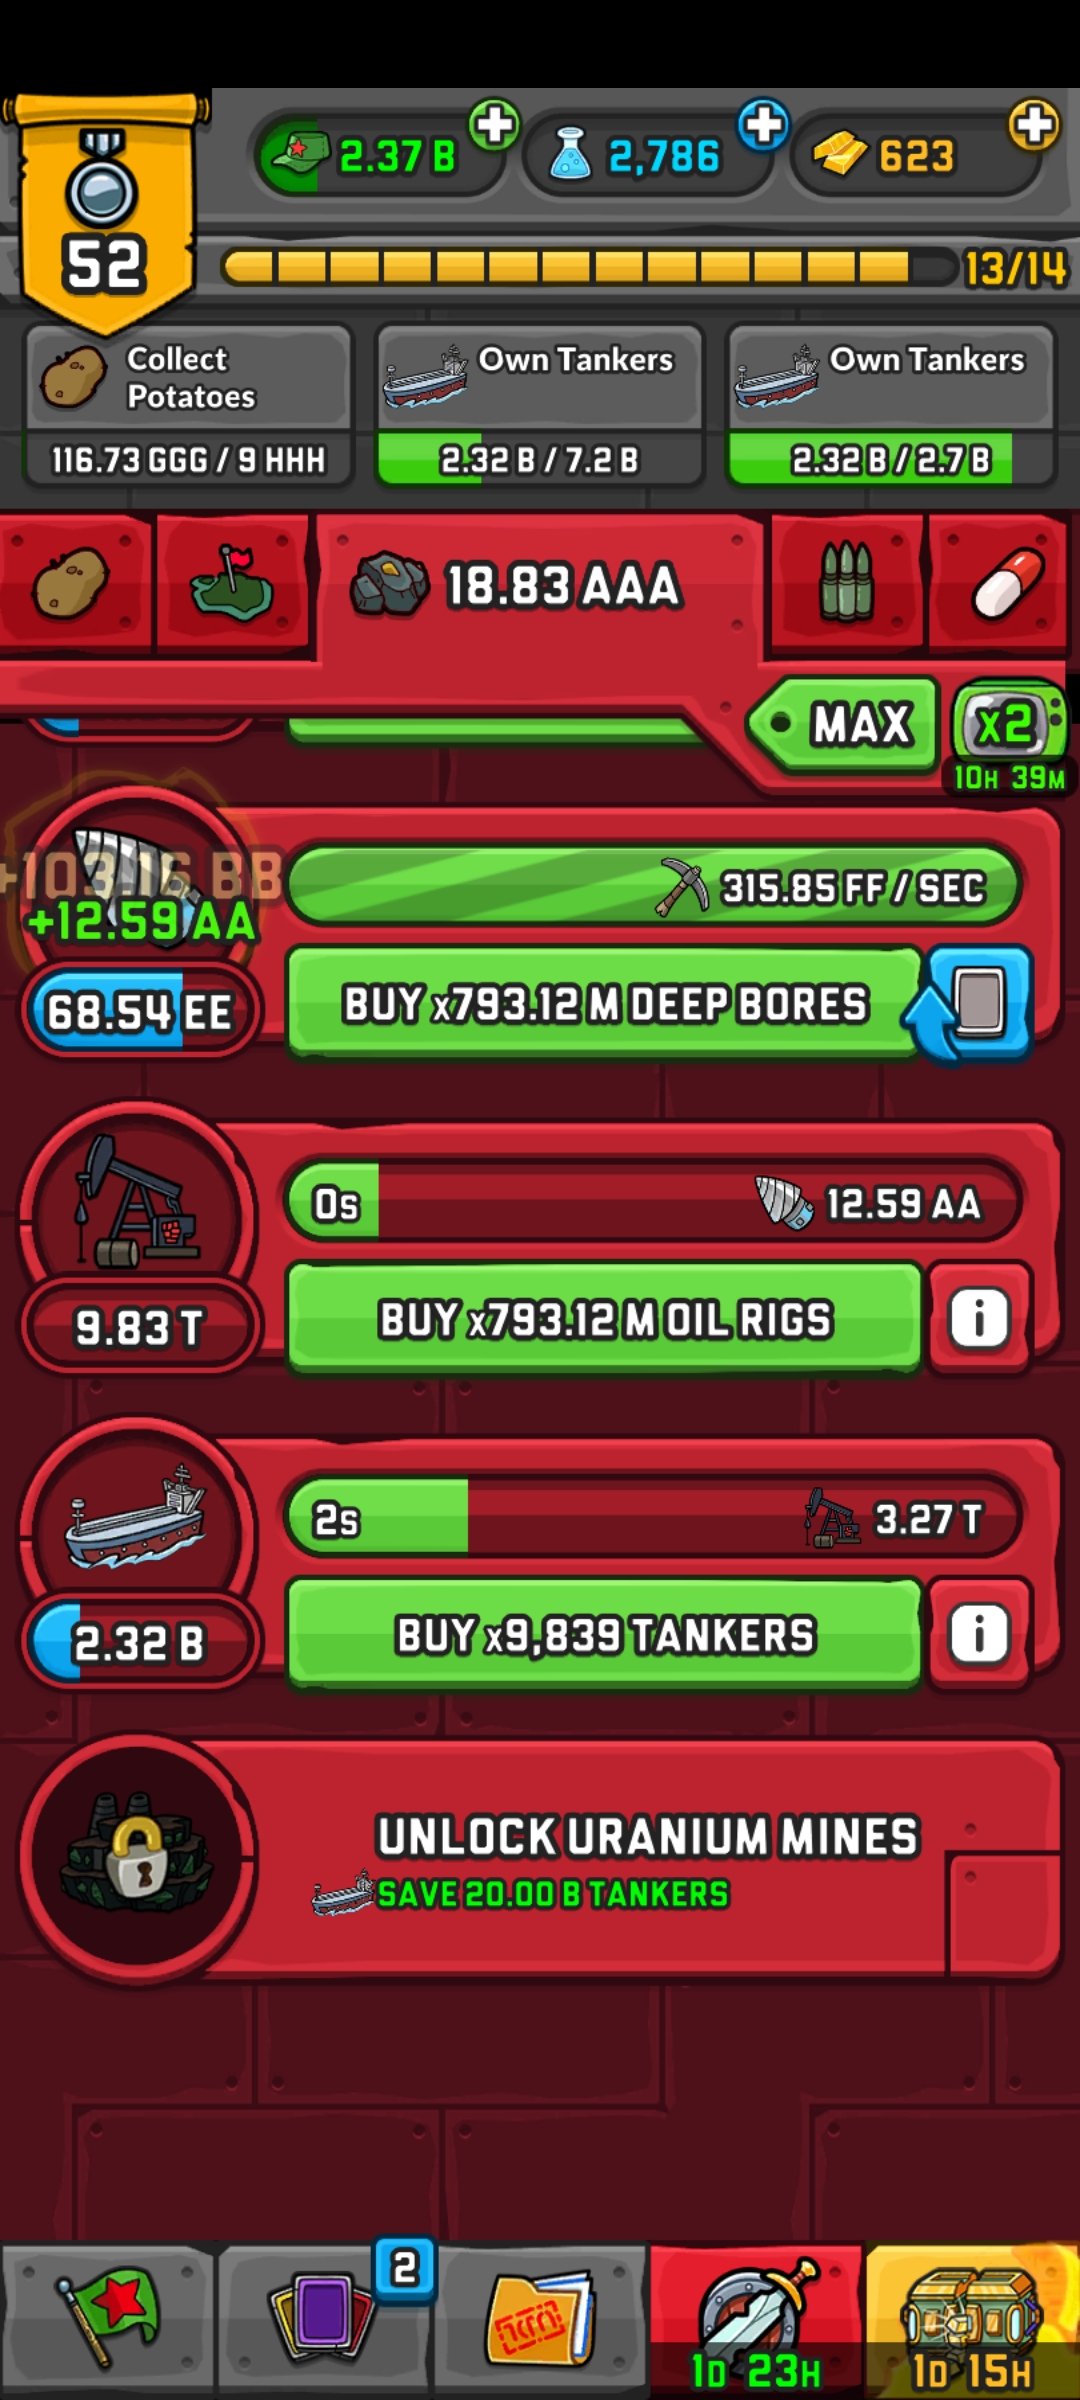 52
2.37 B
2,786
623
13/14
Collect
Potatoes
116.73 GGG / 9 HHH
Own Tankers
2.32 B / 7.2 B
Own Tankers
2.32 B / 2.7 B
18.83 AAA
MAX
x2
10H 39M
+103.16 BB
+12.59 AA
315.85 FF / SEC
68.54 EE
BUY x793.12 M DEEP BORES
0s
12.59 AA
9.83 T
BUY x793.12 M OIL RIGS
i
2s
3.27 T
2.32 B
BUY x9,839 TANKERS
i
UNLOCK URANIUM MINES
SAVE 20.00 B TANKERS
2
1D 23H
1D 15H